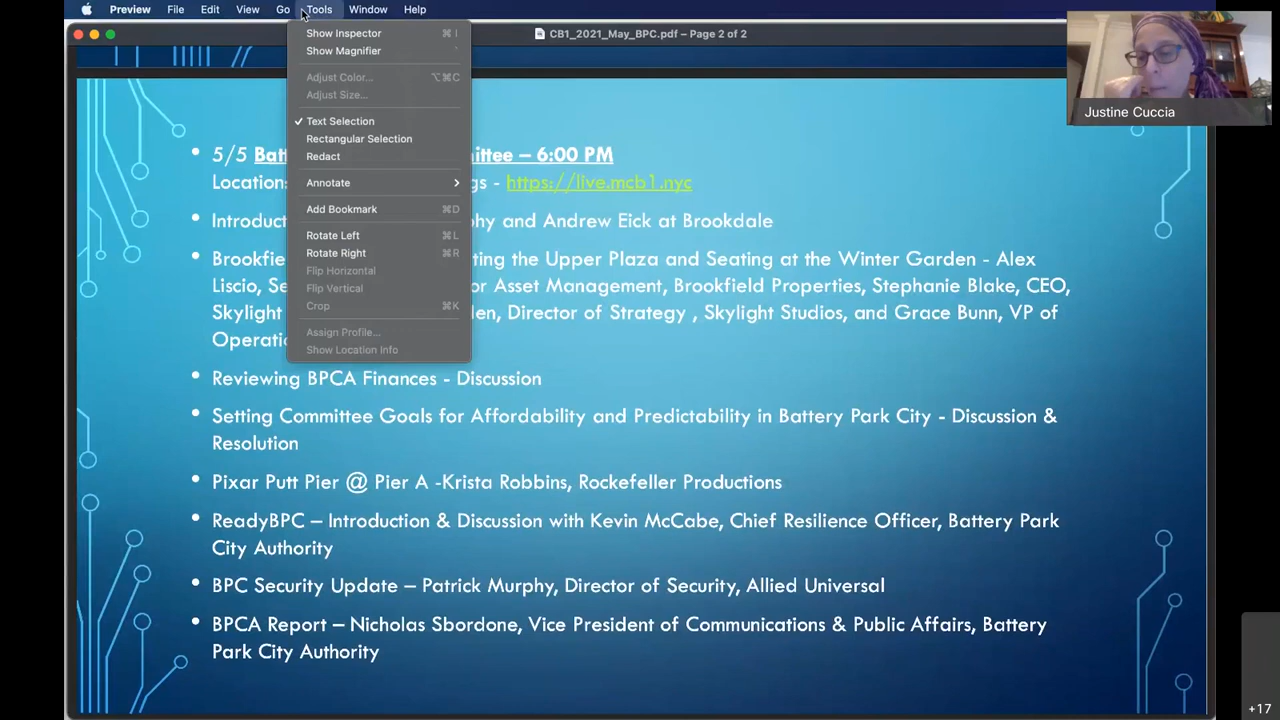 Preview File Edit View Go Tools Window Help
CB1_2021_May_BPC.pdf – Page 2 of 2
Justine Cuccia
Show Inspector ⌘ I
Show Magnifier `
Adjust Color... ⌥⌘C
Adjust Size...
✓ Text Selection
Rectangular Selection
Redact
Annotate >
Add Bookmark ⌘D
Rotate Left ⌘L
Rotate Right ⌘R
Flip Horizontal
Flip Vertical
Crop ⌘K
Assign Profile...
Show Location Info
• 5/5 Batt ittee – 6:00 PM
Location: gs - https://live.mcb1.nyc
• Introduct phy and Andrew Eick at Brookdale
• Brookfie ting the Upper Plaza and Seating at the Winter Garden - Alex
Liscio, Se or Asset Management, Brookfield Properties, Stephanie Blake, CEO,
Skylight len, Director of Strategy , Skylight Studios, and Grace Bunn, VP of
Operatio
• Reviewing BPCA Finances - Discussion
• Setting Committee Goals for Affordability and Predictability in Battery Park City - Discussion &
Resolution
• Pixar Putt Pier @ Pier A -Krista Robbins, Rockefeller Productions
• ReadyBPC – Introduction & Discussion with Kevin McCabe, Chief Resilience Officer, Battery Park
City Authority
• BPC Security Update – Patrick Murphy, Director of Security, Allied Universal
• BPCA Report – Nicholas Sbordone, Vice President of Communications & Public Affairs, Battery
Park City Authority
+17